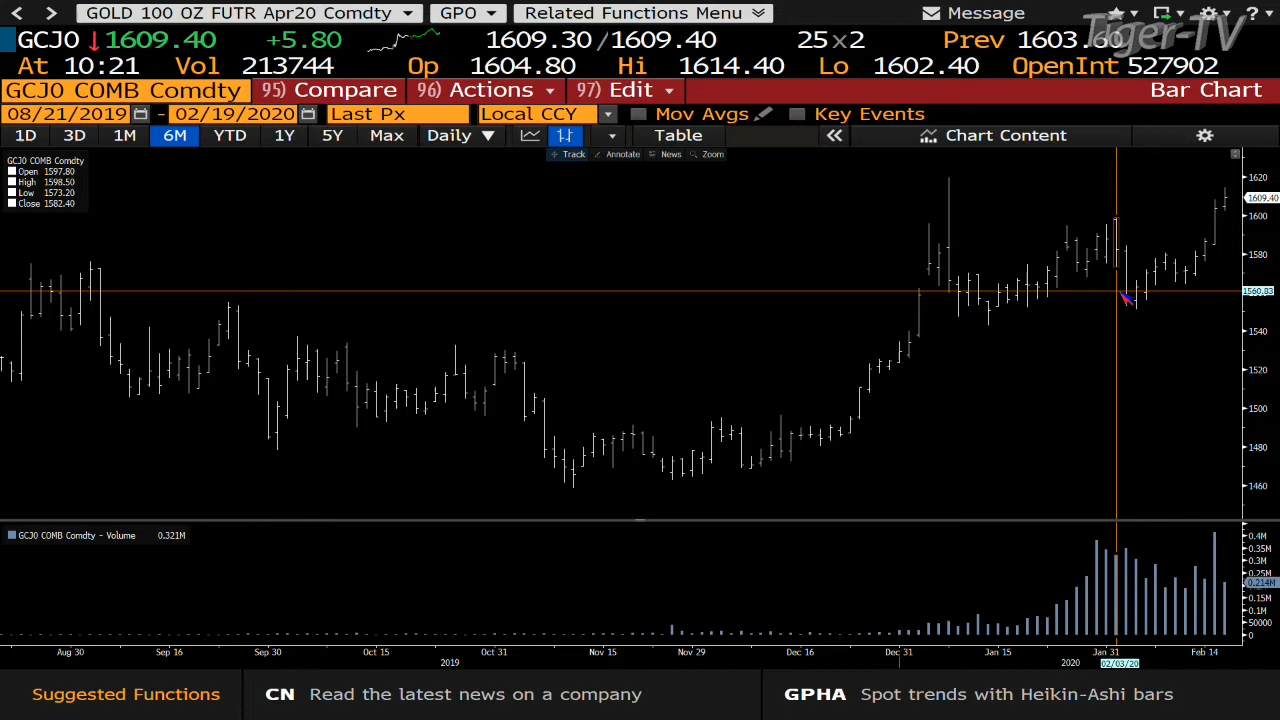 GOLD 100 OZ FUTR Apr20 Comdty GPO Related Functions Menu Message ?
Tiger-TV
GCJ0 1609.40 +5.80 1609.30/1609.40 25x2 Prev 1603.60
At 10:21 Vol 213744 Op 1604.80 Hi 1614.40 Lo 1602.40 OpenInt 527902
GCJ0 COMB Comdty 95) Compare 96) Actions 97) Edit Bar Chart
08/21/2019 - 02/19/2020 Last Px Local CCY Mov Avgs Key Events
1D 3D 1M 6M YTD 1Y 5Y Max Daily Table Chart Content
Track Annotate News Zoom
GCJ0 COMB Comdty
Open 1597.80
High 1598.50
Low 1573.20
Close 1582.40
1620
1609.40
1600
1580
1560.83
1540
1520
1500
1480
1460
GCJ0 COMB Comdty - Volume 0.321M
0.4M
0.35M
0.3M
0.25M
0.214M
0.15M
0.1M
50000
0
Aug 30 Sep 16 Sep 30 Oct 15 Oct 31 Nov 15 Nov 29 Dec 16 Dec 31 Jan 15 Jan 31 Feb 14
2019 2020 02/03/20
Suggested Functions CN Read the latest news on a company GPHA Spot trends with Heikin-Ashi bars